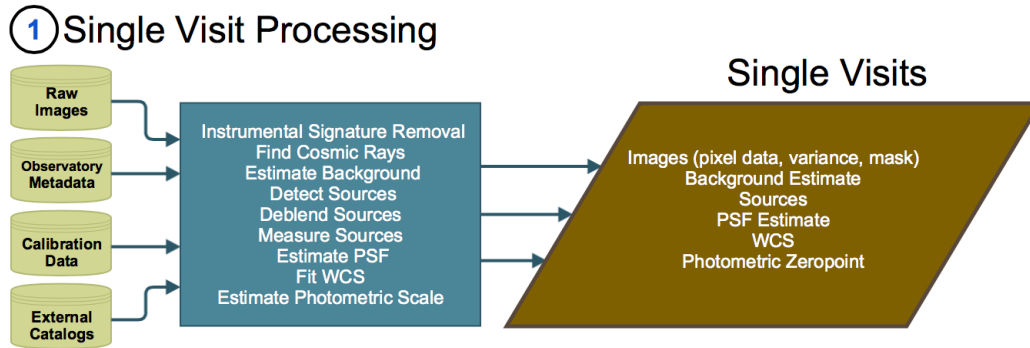 1 Single Visit Processing
Raw
Images
Observatory
Metadata
Calibration
Data
External
Catalogs
Instrumental Signature Removal
Find Cosmic Rays
Estimate Background
Detect Sources
Deblend Sources
Measure Sources
Estimate PSF
Fit WCS
Estimate Photometric Scale
Single Visits
Images (pixel data, variance, mask)
Background Estimate
Sources
PSF Estimate
WCS
Photometric Zeropoint